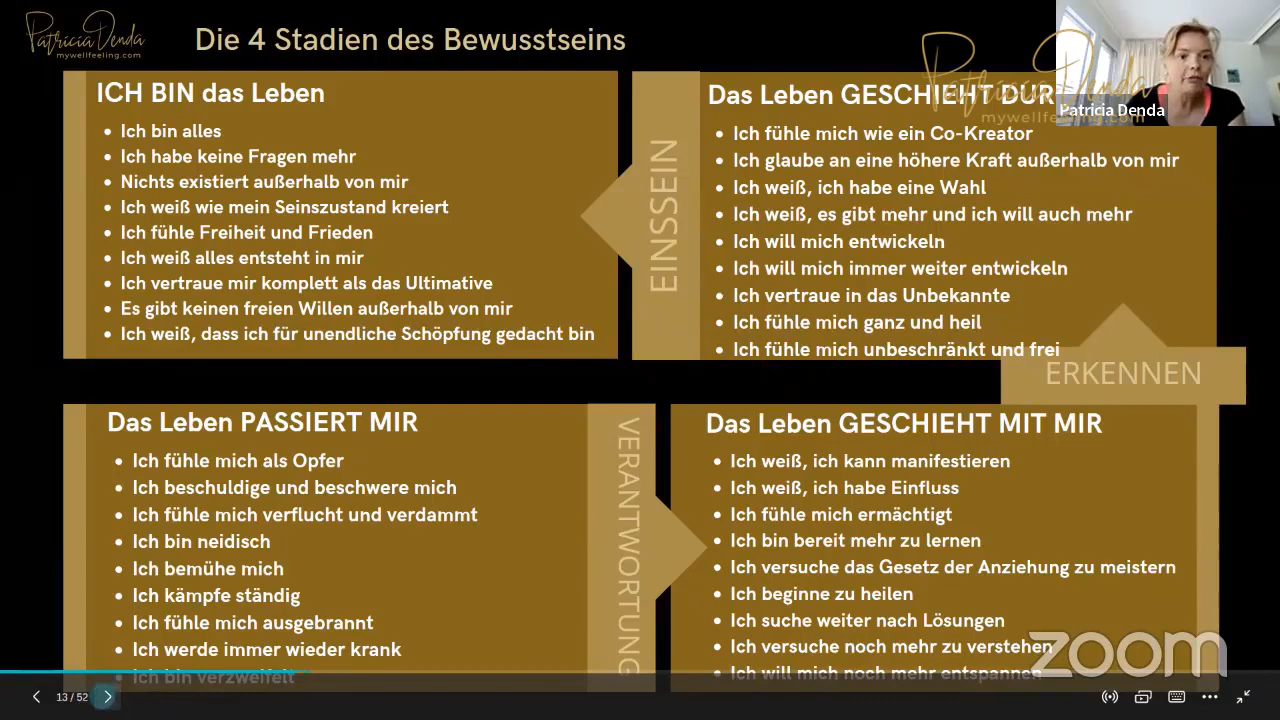 Patricia Denda
mywellfeeling.com
Die 4 Stadien des Bewusstseins
Patricia Denda
mywellfeeling.com
Patricia Denda
ICH BIN das Leben
Ich bin alles
Ich habe keine Fragen mehr
Nichts existiert außerhalb von mir
Ich weiß wie mein Seinszustand kreiert
Ich fühle Freiheit und Frieden
Ich weiß alles entsteht in mir
Ich vertraue mir komplett als das Ultimative
Es gibt keinen freien Willen außerhalb von mir
Ich weiß, dass ich für unendliche Schöpfung gedacht bin
EINSSEIN
Das Leben GESCHIEHT DUR
Ich fühle mich wie ein Co-Kreator
Ich glaube an eine höhere Kraft außerhalb von mir
Ich weiß, ich habe eine Wahl
Ich weiß, es gibt mehr und ich will auch mehr
Ich will mich entwickeln
Ich will mich immer weiter entwickeln
Ich vertraue in das Unbekannte
Ich fühle mich ganz und heil
Ich fühle mich unbeschränkt und frei
ERKENNEN
Das Leben PASSIERT MIR
Ich fühle mich als Opfer
Ich beschuldige und beschwere mich
Ich fühle mich verflucht und verdammt
Ich bin neidisch
Ich bemühe mich
Ich kämpfe ständig
Ich fühle mich ausgebrannt
Ich werde immer wieder krank
Ich bin verzweifelt
VERANTWORTUNG
Das Leben GESCHIEHT MIT MIR
Ich weiß, ich kann manifestieren
Ich weiß, ich habe Einfluss
Ich fühle mich ermächtigt
Ich bin bereit mehr zu lernen
Ich versuche das Gesetz der Anziehung zu meistern
Ich beginne zu heilen
Ich suche weiter nach Lösungen
Ich versuche noch mehr zu verstehen
Ich will mich noch mehr entspannen
zoom
13 / 52